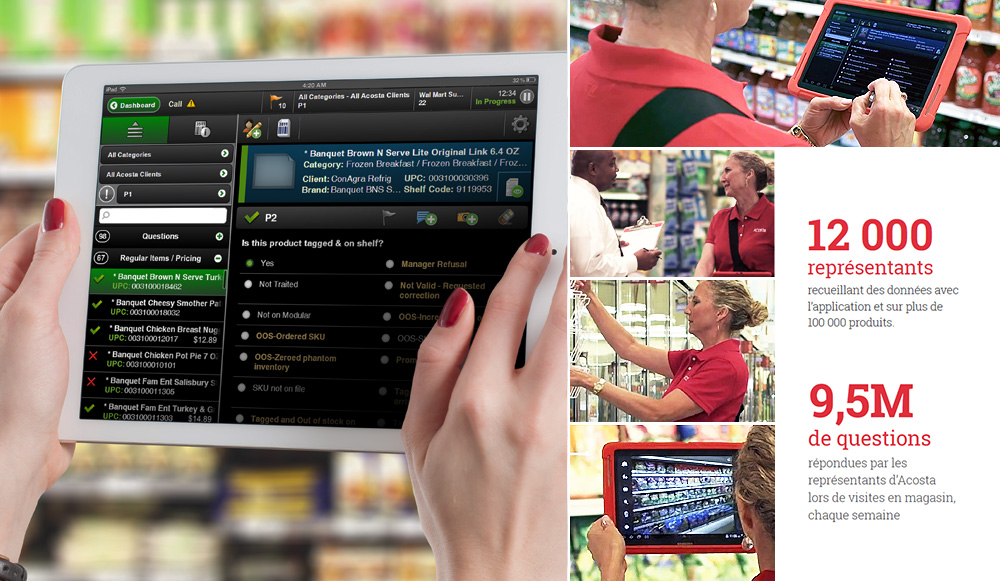 iPad
4:20 AM
32%
Dashboard
Call
10
All Categories - All Acosta Clients
P1
Wal Mart Su...
22
12:34
In Progress
All Categories
All Acosta Clients
P1
98
Questions
67
Regular Items / Pricing
* Banquet Brown N Serve Turk
UPC: 003100018462
* Banquet Cheesy Smother Pat
UPC: 003100018032
* Banquet Chicken Breast Nug
UPC: 003100012017 $12.89
* Banquet Chicken Pot Pie 7 O
UPC: 003100010101
* Banquet Fam Ent Salisbury S
UPC: 003100011305
* Banquet Fam Ent Turkey & G
UPC: 003100011303 $14.89
* Banquet Brown N Serve Lite Original Link 6.4 OZ
Category: Frozen Breakfast / Frozen Breakfast / Froz...
Client: ConAgra Refrig UPC: 003100030396
Brand: Banquet BNS S... Shelf Code: 9119953
P2
Is this product tagged & on shelf?
Yes
Manager Refusal
Not Traited
Not Valid - Requested
correction
Not on Modular
OOS-Ordered SKU
OOS-Zeroed phantom
inventory
SKU not on file
Tagged and Out of stock on
12 000
représentants
recueillant des données avec
l'application et sur plus de
100 000 produits.
9,5M
de questions
répondues par les
représentants d'Acosta
lors de visites en magasin,
chaque semaine